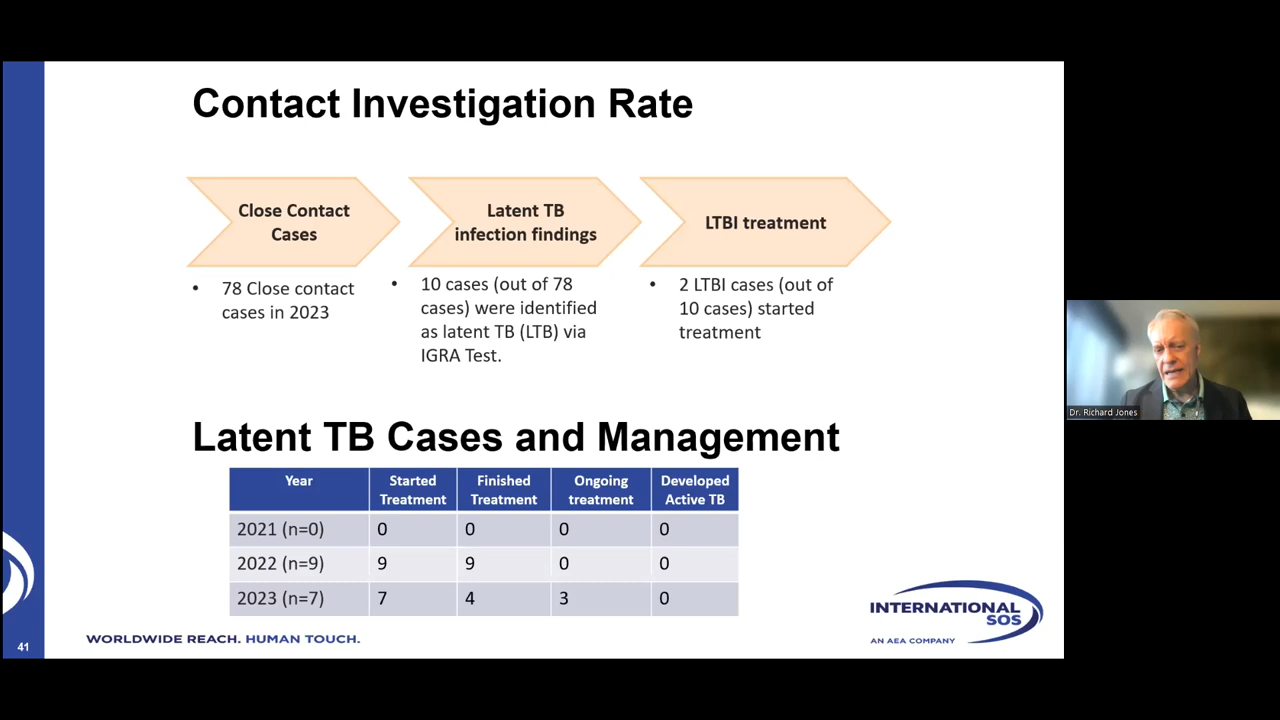 Contact Investigation Rate
Close Contact
Cases
Latent TB
infection findings
LTBI treatment
• 78 Close contact
cases in 2023
• 10 cases (out of 78
cases) were identified
as latent TB (LTB) via
IGRA Test.
• 2 LTBI cases (out of
10 cases) started
treatment
Latent TB Cases and Management
Year Started Treatment Finished Treatment Ongoing treatment Developed Active TB
2021 (n=0) 0 0 0 0
2022 (n=9) 9 9 0 0
2023 (n=7) 7 4 3 0
41
WORLDWIDE REACH. HUMAN TOUCH.
INTERNATIONAL
SOS
AN AEA COMPANY
Dr. Richard Jones